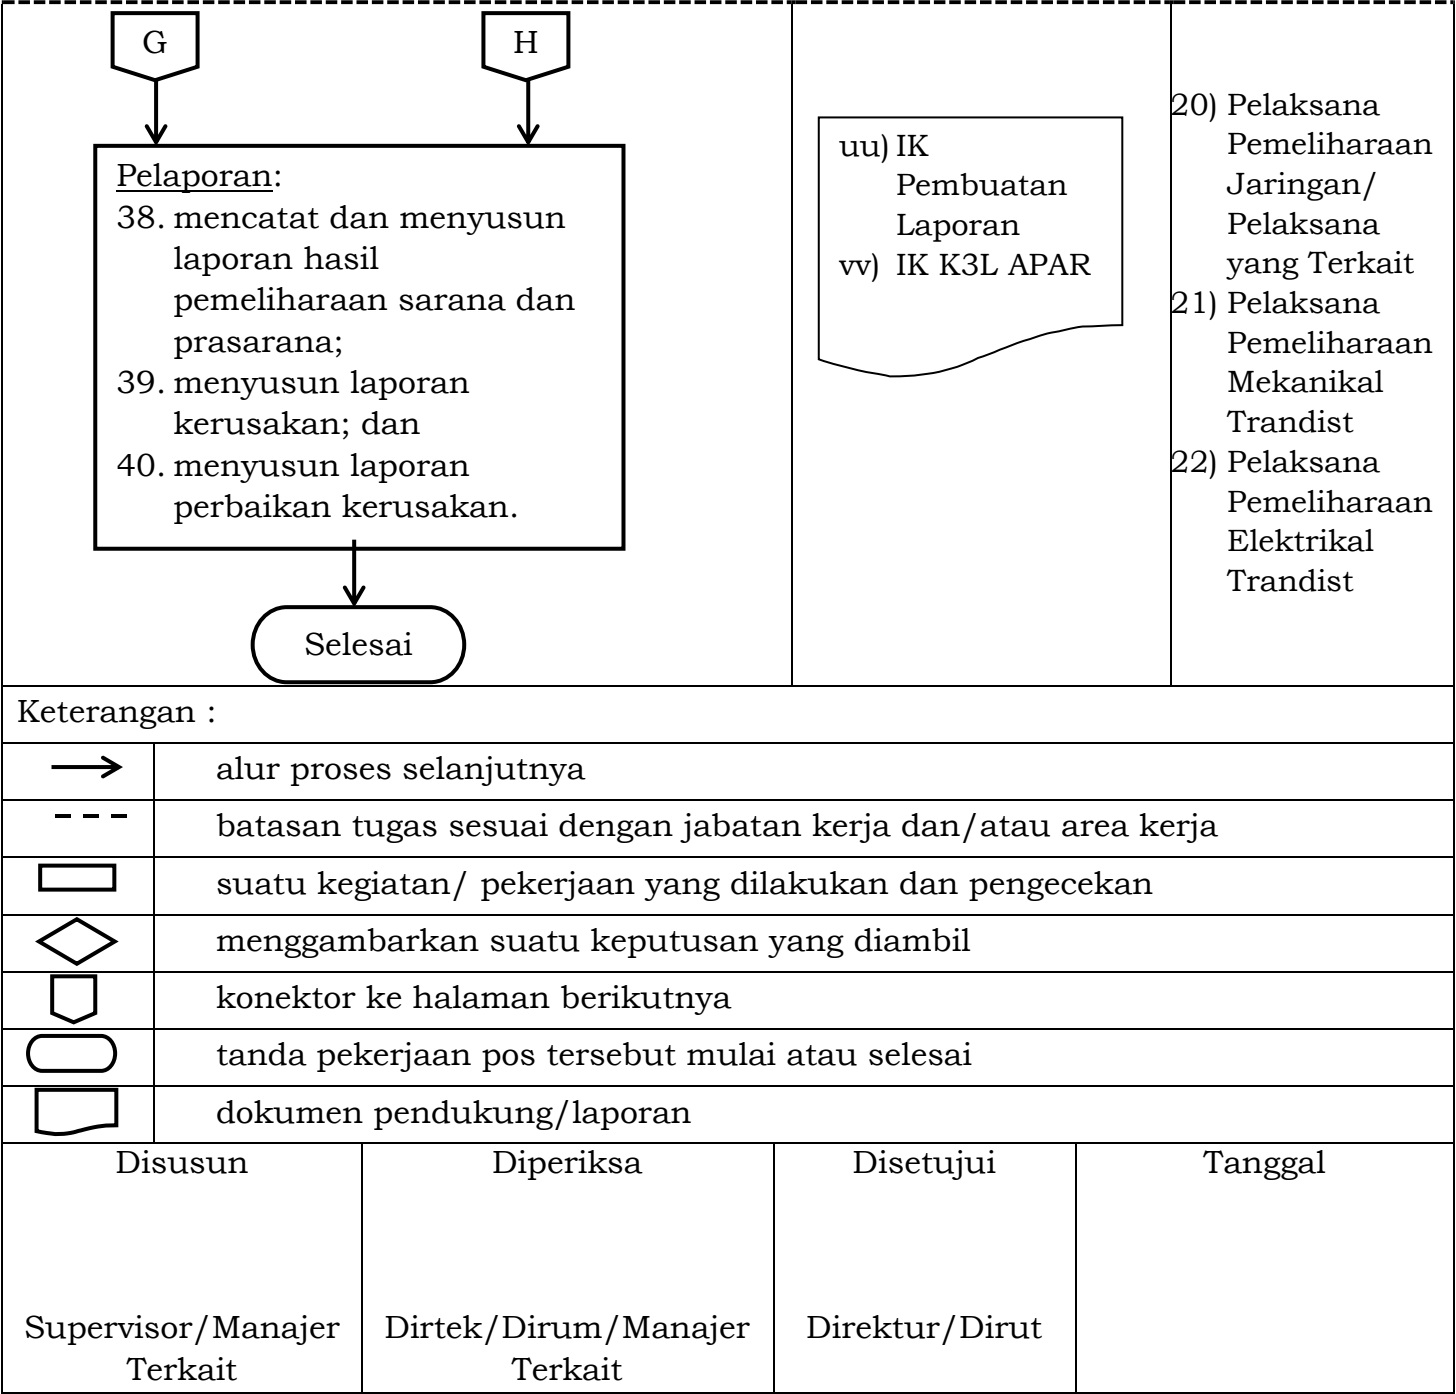 G
H
Pelaporan:
38. mencatat dan menyusun
laporan hasil
pemeliharaan sarana dan
prasarana;
39. menyusun laporan
kerusakan; dan
40. menyusun laporan
perbaikan kerusakan.
Selesai
uu) IK
Pembuatan
Laporan
vv) IK K3L APAR
20) Pelaksana
Pemeliharaan
Jaringan/
Pelaksana
yang Terkait
21) Pelaksana
Pemeliharaan
Mekanikal
Trandist
22) Pelaksana
Pemeliharaan
Elektrikal
Trandist
Keterangan :
alur proses selanjutnya
batasan tugas sesuai dengan jabatan kerja dan/atau area kerja
suatu kegiatan/ pekerjaan yang dilakukan dan pengecekan
menggambarkan suatu keputusan yang diambil
konektor ke halaman berikutnya
tanda pekerjaan pos tersebut mulai atau selesai
dokumen pendukung/laporan
Disusun
Supervisor/Manajer
Terkait
Diperiksa
Dirtek/Dirum/Manajer
Terkait
Disetujui
Direktur/Dirut
Tanggal